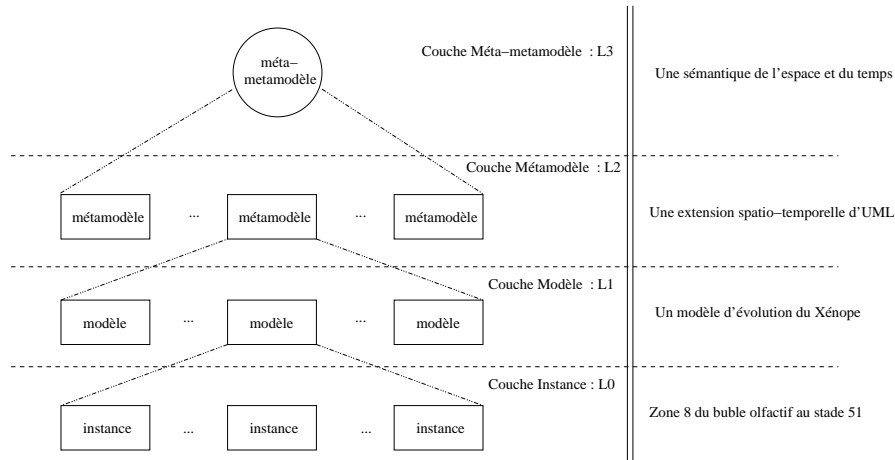 Couche Méta-metamodèle : L3
méta-
metamodèle
Une sémantique de l'espace et du temps
Couche Métamodèle : L2
métamodèle ... métamodèle ... métamodèle
Une extension spatio-temporelle d'UML
Couche Modèle : L1
modèle ... modèle ... modèle
Un modèle d'évolution du Xénope
Couche Instance : L0
instance ... instance ... instance
Zone 8 du buble olfactif au stade 51